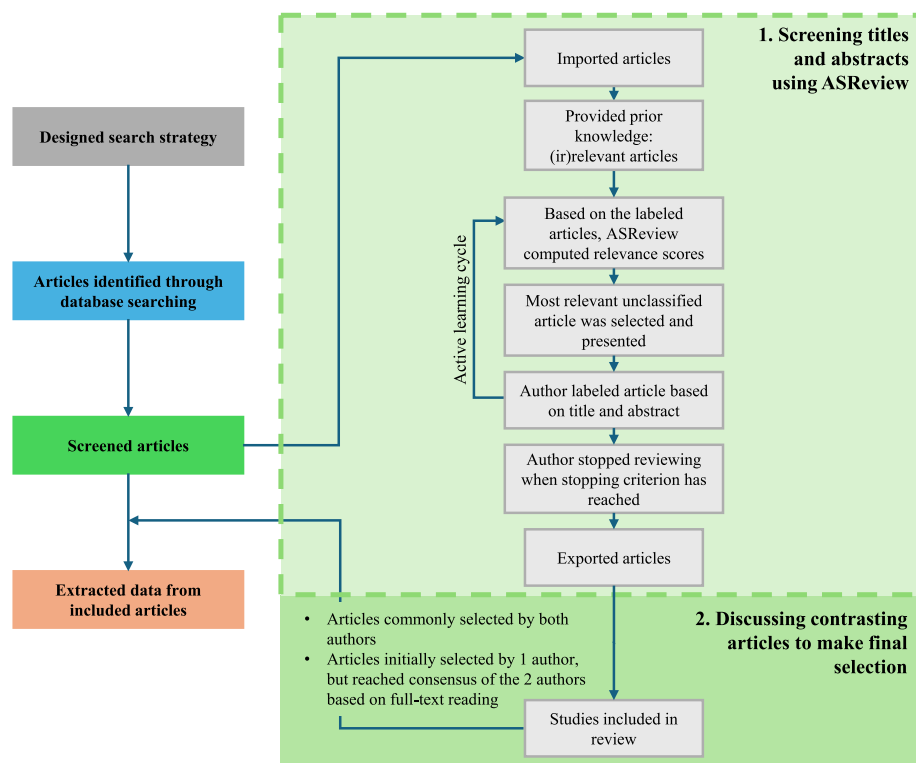 Designed search strategy
Articles identified through
database searching
Screened articles
Extracted data from
included articles
1. Screening titles
and abstracts
using ASReview
Imported articles
Provided prior
knowledge:
(ir)relevant articles
Based on the labeled
articles, ASReview
computed relevance scores
Most relevant unclassified
article was selected and
presented
Author labeled article based
on title and abstract
Active learning cycle
Author stopped reviewing
when stopping criterion has
reached
Exported articles
2. Discussing contrasting
articles to make final
selection
• Articles commonly selected by both
authors
• Articles initially selected by 1 author,
but reached consensus of the 2 authors
based on full-text reading
Studies included in
review